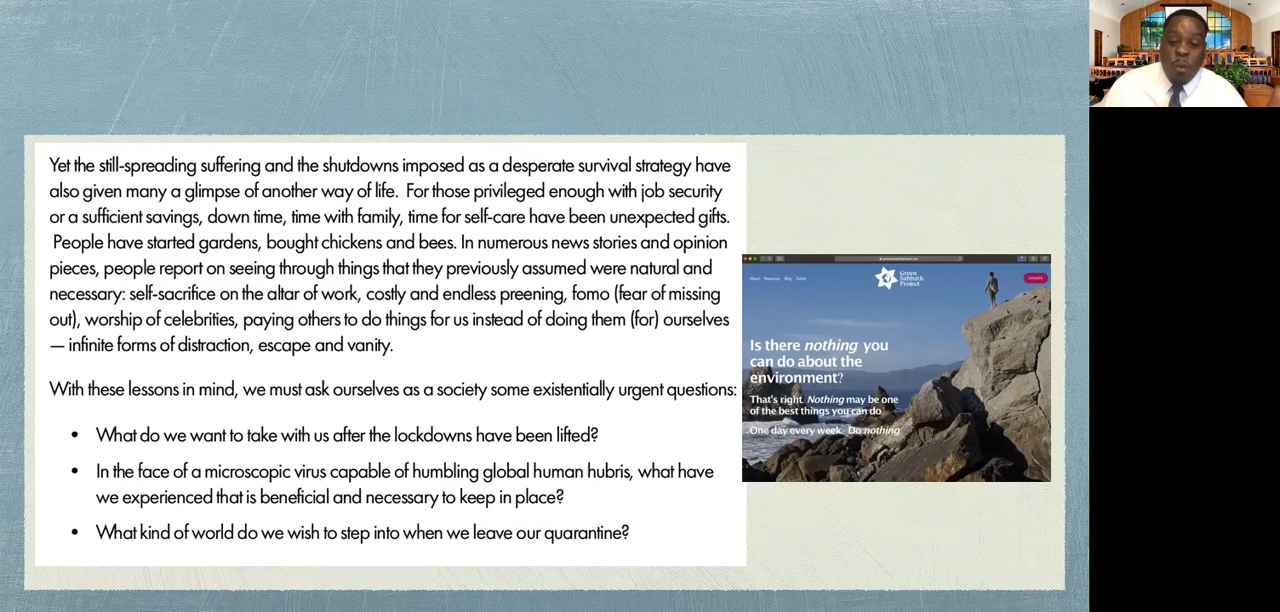 Yet the still-spreading suffering and the shutdowns imposed as a desperate survival strategy have
also given many a glimpse of another way of life. For those privileged enough with job security
or a sufficient savings, down time, time with family, time for self-care have been unexpected gifts.
People have started gardens, bought chickens and bees. In numerous news stories and opinion
pieces, people report on seeing through things that they previously assumed were natural and
necessary: self-sacrifice on the altar of work, costly and endless preening, fomo (fear of missing
out), worship of celebrities, paying others to do things for us instead of doing them (for) ourselves
— infinite forms of distraction, escape and vanity.
With these lessons in mind, we must ask ourselves as a society some existentially urgent questions:
• What do we want to take with us after the lockdowns have been lifted?
• In the face of a microscopic virus capable of humbling global human hubris, what have
we experienced that is beneficial and necessary to keep in place?
• What kind of world do we wish to step into when we leave our quarantine?
About Resources Blog Events
Green
Sabbath
Project
DONATE
Is there nothing you
can do about the
environment?
That's right. Nothing may be one
of the best things you can do.
One day every week. Do nothing.